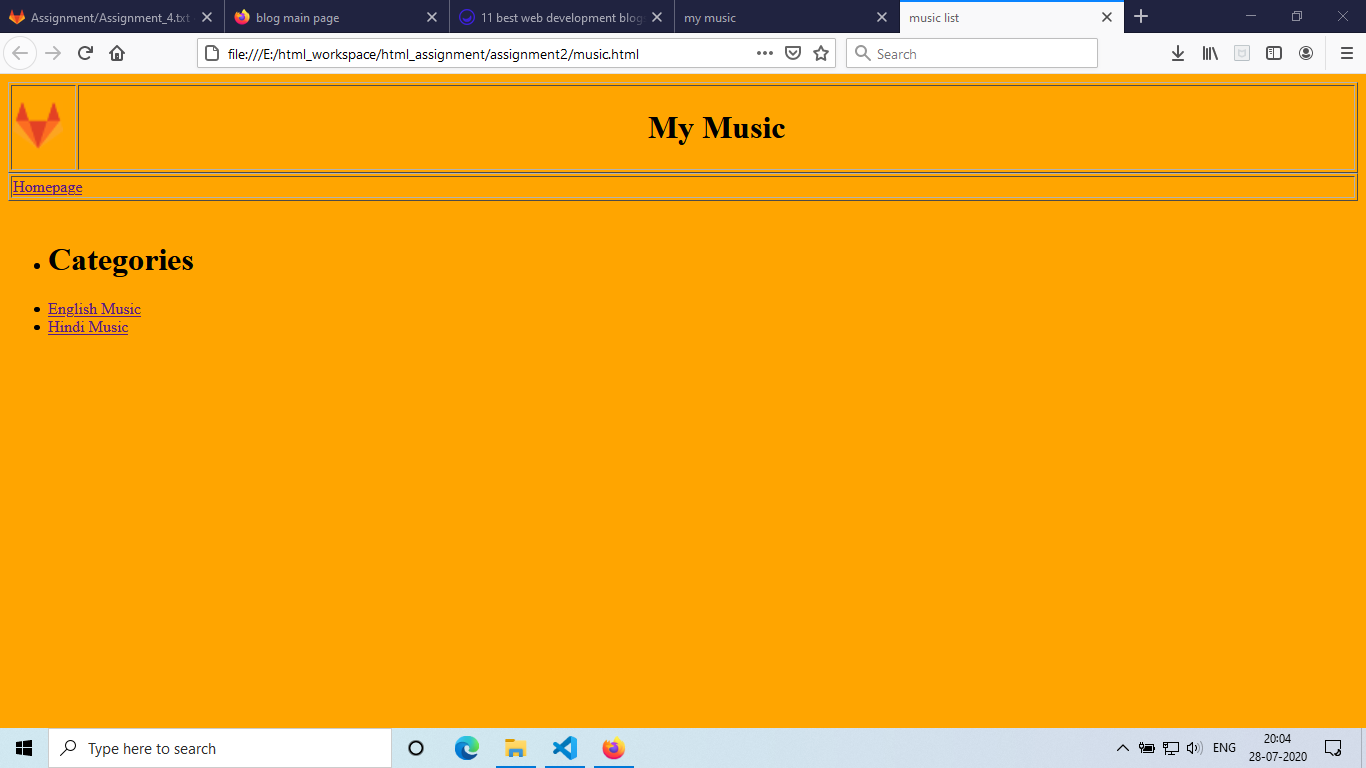 Assignment/Assignment_4.txt
blog main page
11 best web development blog
my music
music list
file:///E:/html_workspace/html_assignment/assignment2/music.html
Search
My Music
Homepage
Categories
English Music
Hindi Music
Type here to search
ENG
20:04
28-07-2020